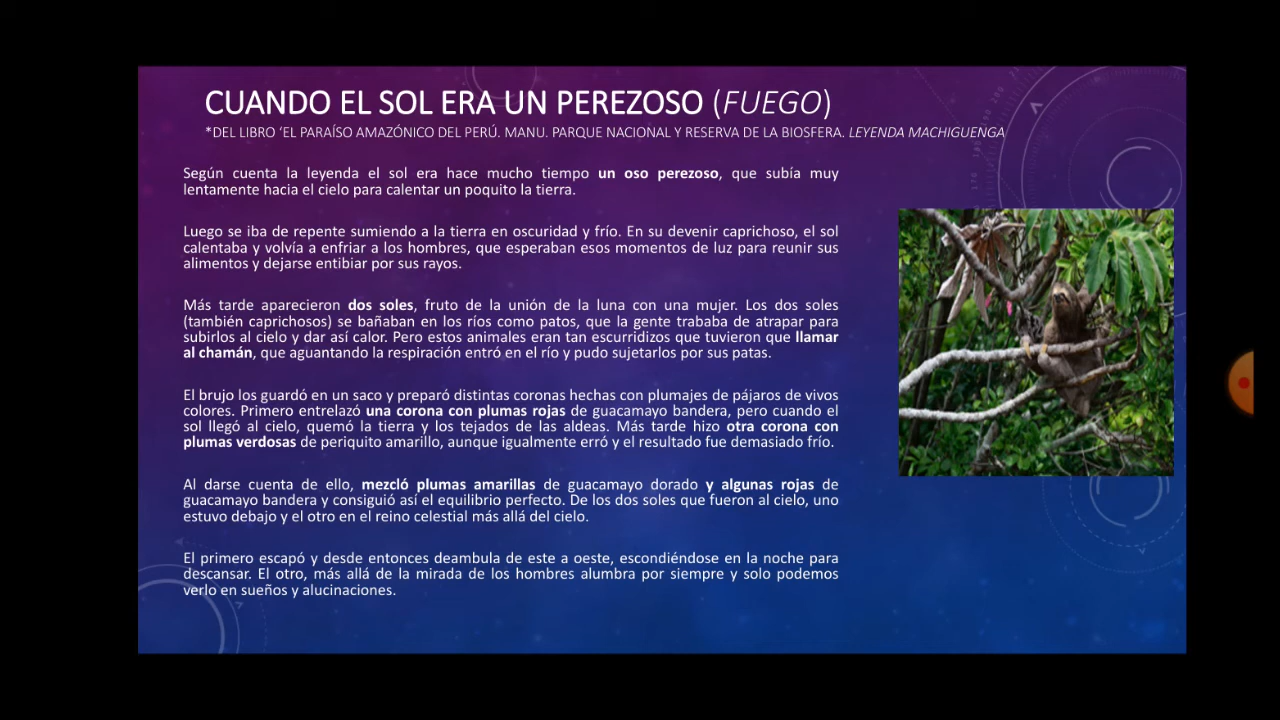 CUANDO EL SOL ERA UN PEREZOSO (FUEGO)
*DEL LIBRO ‘EL PARAÍSO AMAZÓNICO DEL PERÚ. MANU. PARQUE NACIONAL Y RESERVA DE LA BIOSFERA. LEYENDA MACHIGUENGA
Según cuenta la leyenda el sol era hace mucho tiempo un oso perezoso, que subía muy
lentamente hacia el cielo para calentar un poquito la tierra.
Luego se iba de repente sumiendo a la tierra en oscuridad y frío. En su devenir caprichoso, el sol
calentaba y volvía a enfriar a los hombres, que esperaban esos momentos de luz para reunir sus
alimentos y dejarse entibiar por sus rayos.
Más tarde aparecieron dos soles, fruto de la unión de la luna con una mujer. Los dos soles
(también caprichosos) se bañaban en los ríos como patos, que la gente trababa de atrapar para
subirlos al cielo y dar así calor. Pero estos animales eran tan escurridizos que tuvieron que llamar
al chamán, que aguantando la respiración entró en el río y pudo sujetarlos por sus patas.
El brujo los guardó en un saco y preparó distintas coronas hechas con plumajes de pájaros de vivos
colores. Primero entrelazó una corona con plumas rojas de guacamayo bandera, pero cuando el
sol llegó al cielo, quemó la tierra y los tejados de las aldeas. Más tarde hizo otra corona con
plumas verdosas de periquito amarillo, aunque igualmente erró y el resultado fue demasiado frío.
Al darse cuenta de ello, mezcló plumas amarillas de guacamayo dorado y algunas rojas de
guacamayo bandera y consiguió así el equilibrio perfecto. De los dos soles que fueron al cielo, uno
estuvo debajo y el otro en el reino celestial más allá del cielo.
El primero escapó y desde entonces deambula de este a oeste, escondiéndose en la noche para
descansar. El otro, más allá de la mirada de los hombres alumbra por siempre y solo podemos
verlo en sueños y alucinaciones.